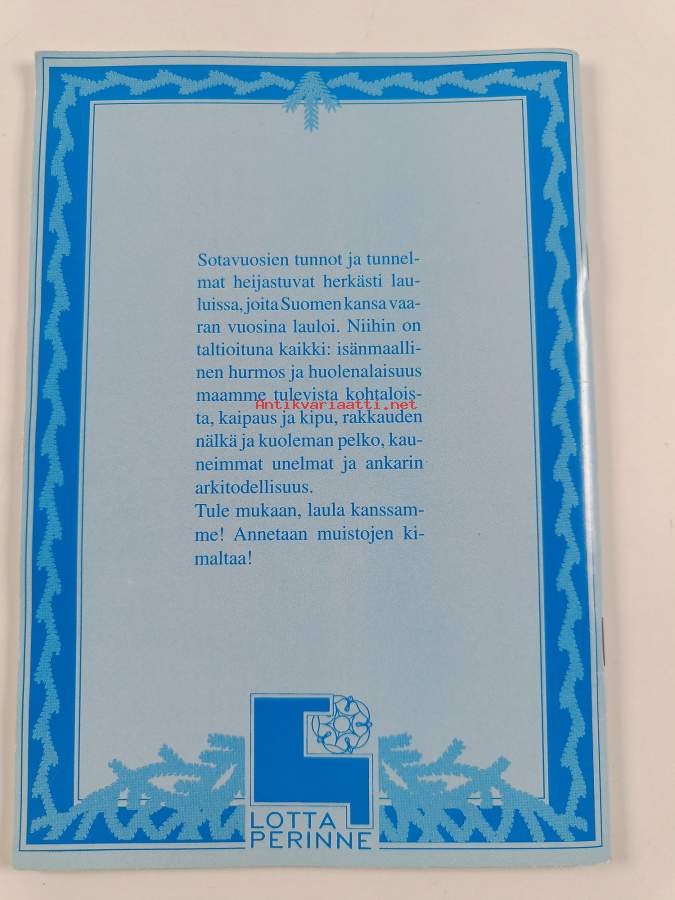 Sotavuosien tunnot ja tunnel-
mat heijastuvat herkästi lau-
luissa, joita Suomen kansa vaa-
ran vuosina lauloi. Niihin on
taltioituna kaikki: isänmaalli-
nen hurmos ja huolenalaisuus
maamme tulevista kohtalois-
Antikvariaatti.net
ta, kaipaus ja kipu, rakkauden
nälkä ja kuoleman pelko, kau-
neimmat unelmat ja ankarin
arkitodellisuus.
Tule mukaan, laula kanssam-
me! Annetaan muistojen ki-
maltaa!
LOTTA
PERINNE